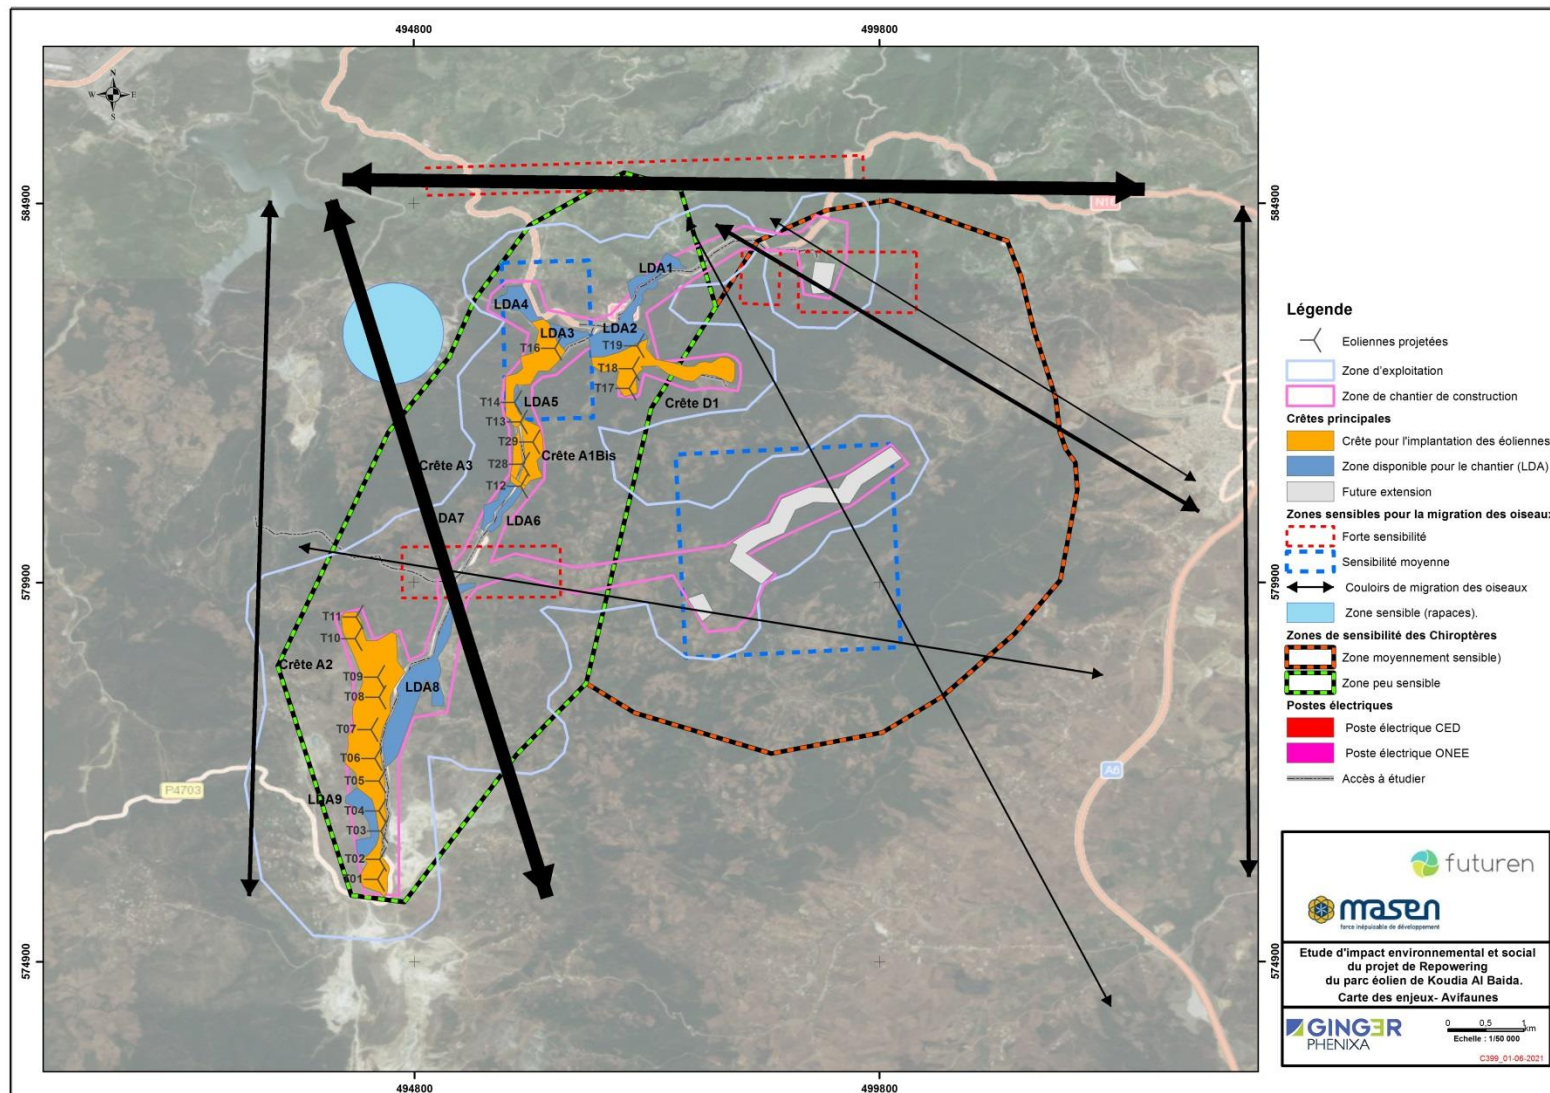 494800
499800
N
W
E
S
584900
584900
LDA1
LDA4
LDA3
LDA2
T16
T19
T18
T17
Crête D1
T14
LDA5
T13
T29
Crête A1Bis
Crête A3
T28
T12
DA7
LDA6
579900
579900
T11
T10
Crête A2
T09
LDA8
T08
T07
T06
T05
P4703
LDA9
T04
T03
T02
T01
A6
574900
574900
494800
499800
Légende
Eoliennes projetées
Zone d'exploitation
Zone de chantier de construction
Crêtes principales
Crête pour l'implantation des éoliennes
Zone disponible pour le chantier (LDA)
Future extension
Zones sensibles pour la migration des oiseaux
Forte sensibilité
Sensibilité moyenne
Couloirs de migration des oiseaux
Zone sensible (rapaces).
Zones de sensibilité des Chiroptères
Zone moyennement sensible)
Zone peu sensible
Postes électriques
Poste électrique CED
Poste électrique ONEE
Accès à étudier
futuren
masen
force inépuisable de développement
Etude d'impact environnemental et social
du projet de Repowering
du parc éolien de Koudia Al Baida.
Carte des enjeux- Avifaunes
GINGER
PHENIXA
0 0,5 1
km
Echelle : 1/50 000
C399_01-06-2021